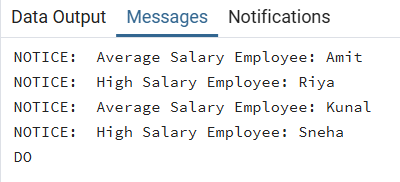 Data Output Messages Notifications
NOTICE:  Average Salary Employee: Amit
NOTICE:  High Salary Employee: Riya
NOTICE:  Average Salary Employee: Kunal
NOTICE:  High Salary Employee: Sneha
DO